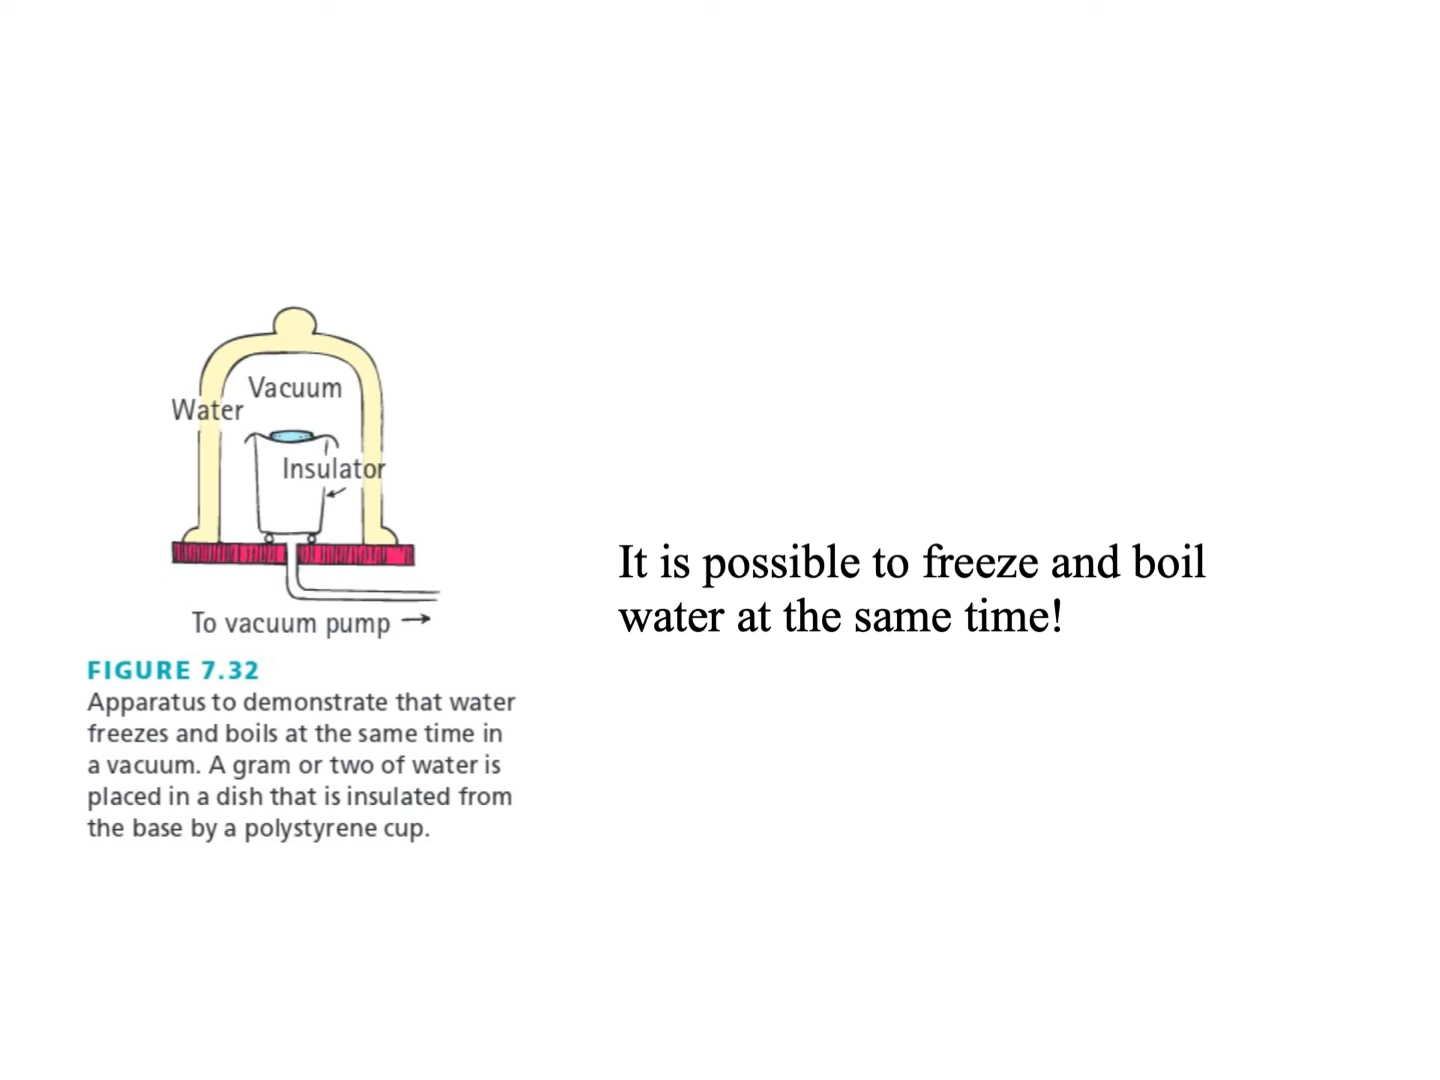 Vacuum
Water
Insulator
To vacuum pump
FIGURE 7.32
Apparatus to demonstrate that water
freezes and boils at the same time in
a vacuum. A gram or two of water is
placed in a dish that is insulated from
the base by a polystyrene cup.
It is possible to freeze and boil
water at the same time!